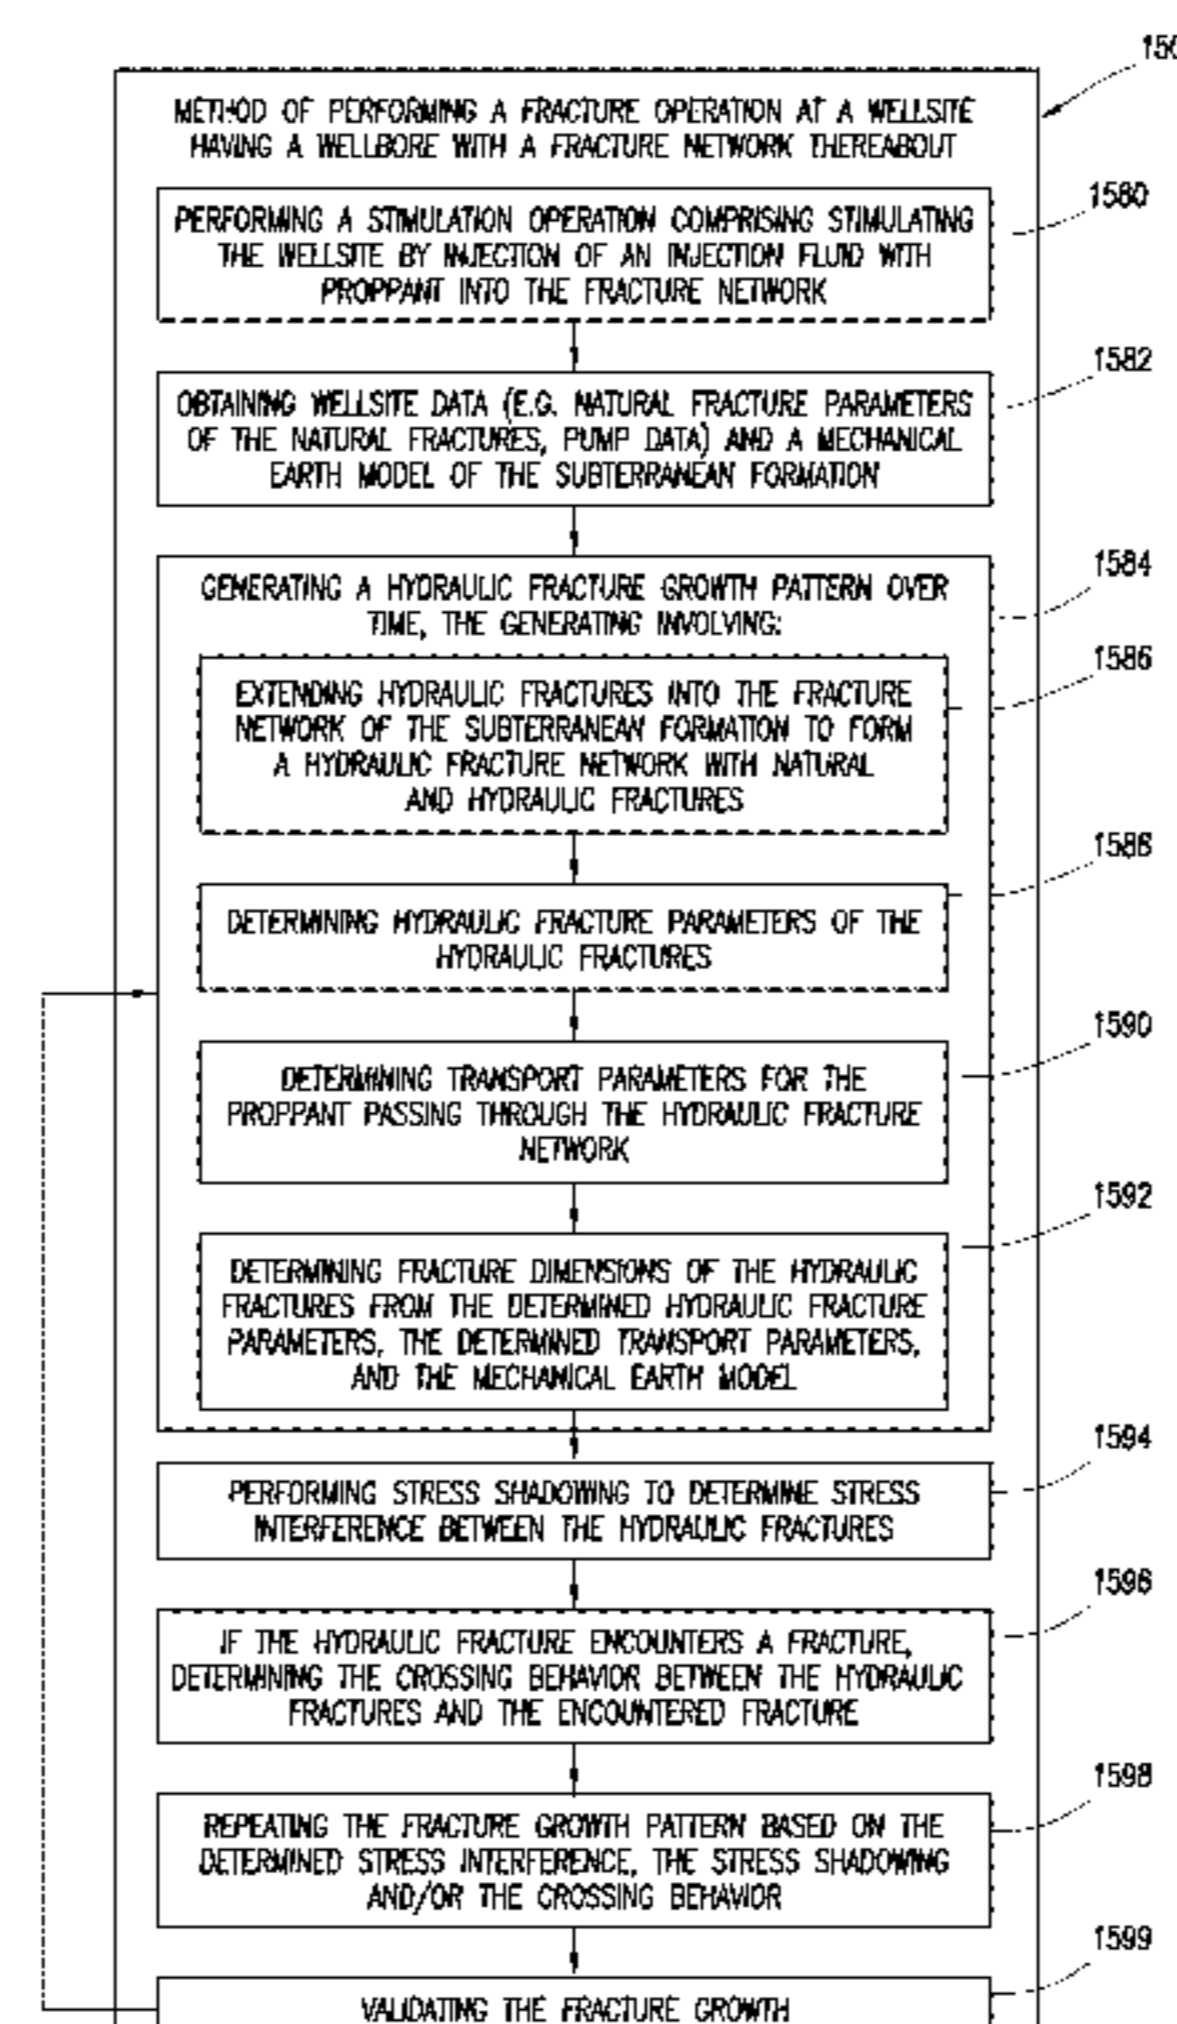 150
METHOD OF PERFORMING A FRACTURE OPERATION AT A WELLSITE
HAVING A WELLBORE WITH A FRACTURE NETWORK THEREABOUT
1580
PERFORMING A STIMULATION OPERATION COMPRISING STIMULATING
THE WELLSITE BY INJECTION OF AN INJECTION FLUID WITH
PROPPANT INTO THE FRACTURE NETWORK
1582
OBTAINING WELLSITE DATA (E.G. NATURAL FRACTURE PARAMETERS
OF THE NATURAL FRACTURES, PUMP DATA) AND A MECHANICAL
EARTH MODEL OF THE SUBTERRANEAN FORMATION
1584
GENERATING A HYDRAULIC FRACTURE GROWTH PATTERN OVER
TIME, THE GENERATING INVOLVING:
1586
EXTENDING HYDRAULIC FRACTURES INTO THE FRACTURE
NETWORK OF THE SUBTERRANEAN FORMATION TO FORM
A HYDRAULIC FRACTURE NETWORK WITH NATURAL
AND HYDRAULIC FRACTURES
1588
DETERMINING HYDRAULIC FRACTURE PARAMETERS OF THE
HYDRAULIC FRACTURES
1590
DETERMINING TRANSPORT PARAMETERS FOR THE
PROPPANT PASSING THROUGH THE HYDRAULIC FRACTURE
NETWORK
1592
DETERMINING FRACTURE DIMENSIONS OF THE HYDRAULIC
FRACTURES FROM THE DETERMINED HYDRAULIC FRACTURE
PARAMETERS, THE DETERMINED TRANSPORT PARAMETERS,
AND THE MECHANICAL EARTH MODEL
1594
PERFORMING STRESS SHADOWING TO DETERMINE STRESS
INTERFERENCE BETWEEN THE HYDRAULIC FRACTURES
1596
IF THE HYDRAULIC FRACTURE ENCOUNTERS A FRACTURE,
DETERMINING THE CROSSING BEHAVIOR BETWEEN THE HYDRAULIC
FRACTURES AND THE ENCOUNTERED FRACTURE
1598
REPEATING THE FRACTURE GROWTH PATTERN BASED ON THE
DETERMINED STRESS INTERFERENCE, THE STRESS SHADOWING
AND/OR THE CROSSING BEHAVIOR
1599
VALIDATING THE FRACTURE GROWTH